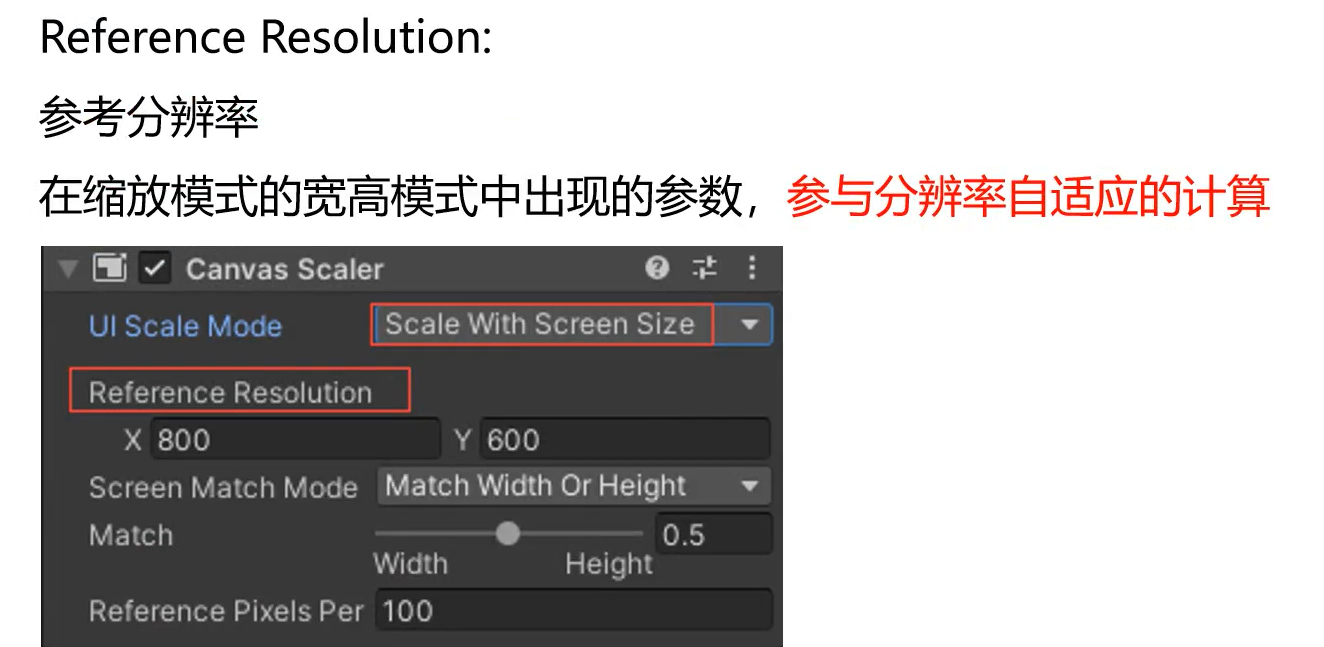 Reference Resolution:
参考分辨率
在缩放模式的宽高模式中出现的参数，参与分辨率自适应的计算
Canvas Scaler
UI Scale Mode Scale With Screen Size
Reference Resolution
X 800 Y 600
Screen Match Mode Match Width Or Height
Match 0.5
Width Height
Reference Pixels Per 100